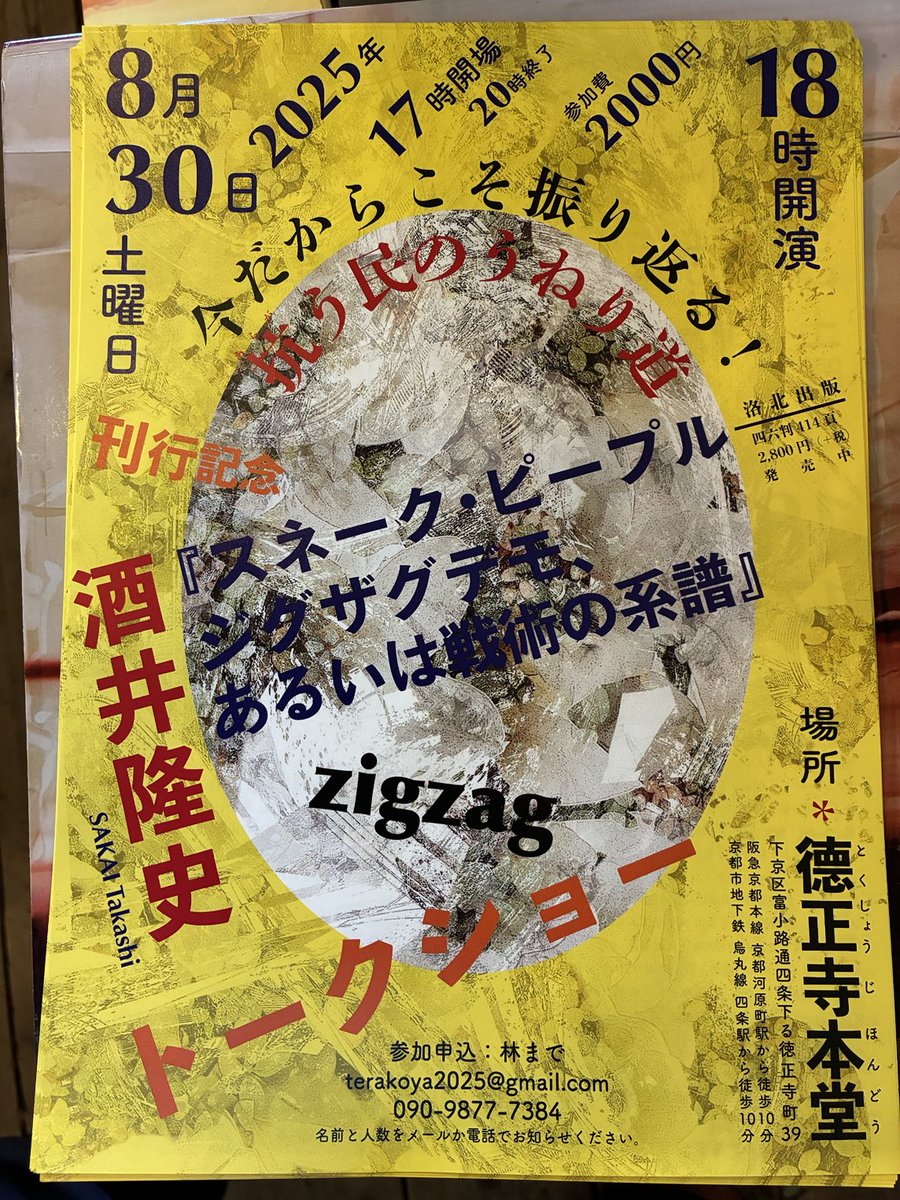 8月
30日
土曜日
2025年
17時開場
20時終了
参加費
2000円
18
時開演
今だからこそ振り返る！
抗う民のうねり道
洛北出版
四六判414頁
2,800円(+税)
発売中
刊行記念
『スネーク・ピープル
ジグザグデモ、
あるいは戦術の系譜』
酒井隆史
SAKAI Takashi
zigzag
トークショー
場所*
徳正寺本堂
とくしょうじほんどう
下京区富小路通四条下る徳正寺町39
阪急京都本線 京都河原町駅から徒歩10分
京都市地下鉄 烏丸線 四条駅から徒歩10分
参加申込：林まで
terakoya2025@gmail.com
090-9877-7384
名前と人数をメールか電話でお知らせください。